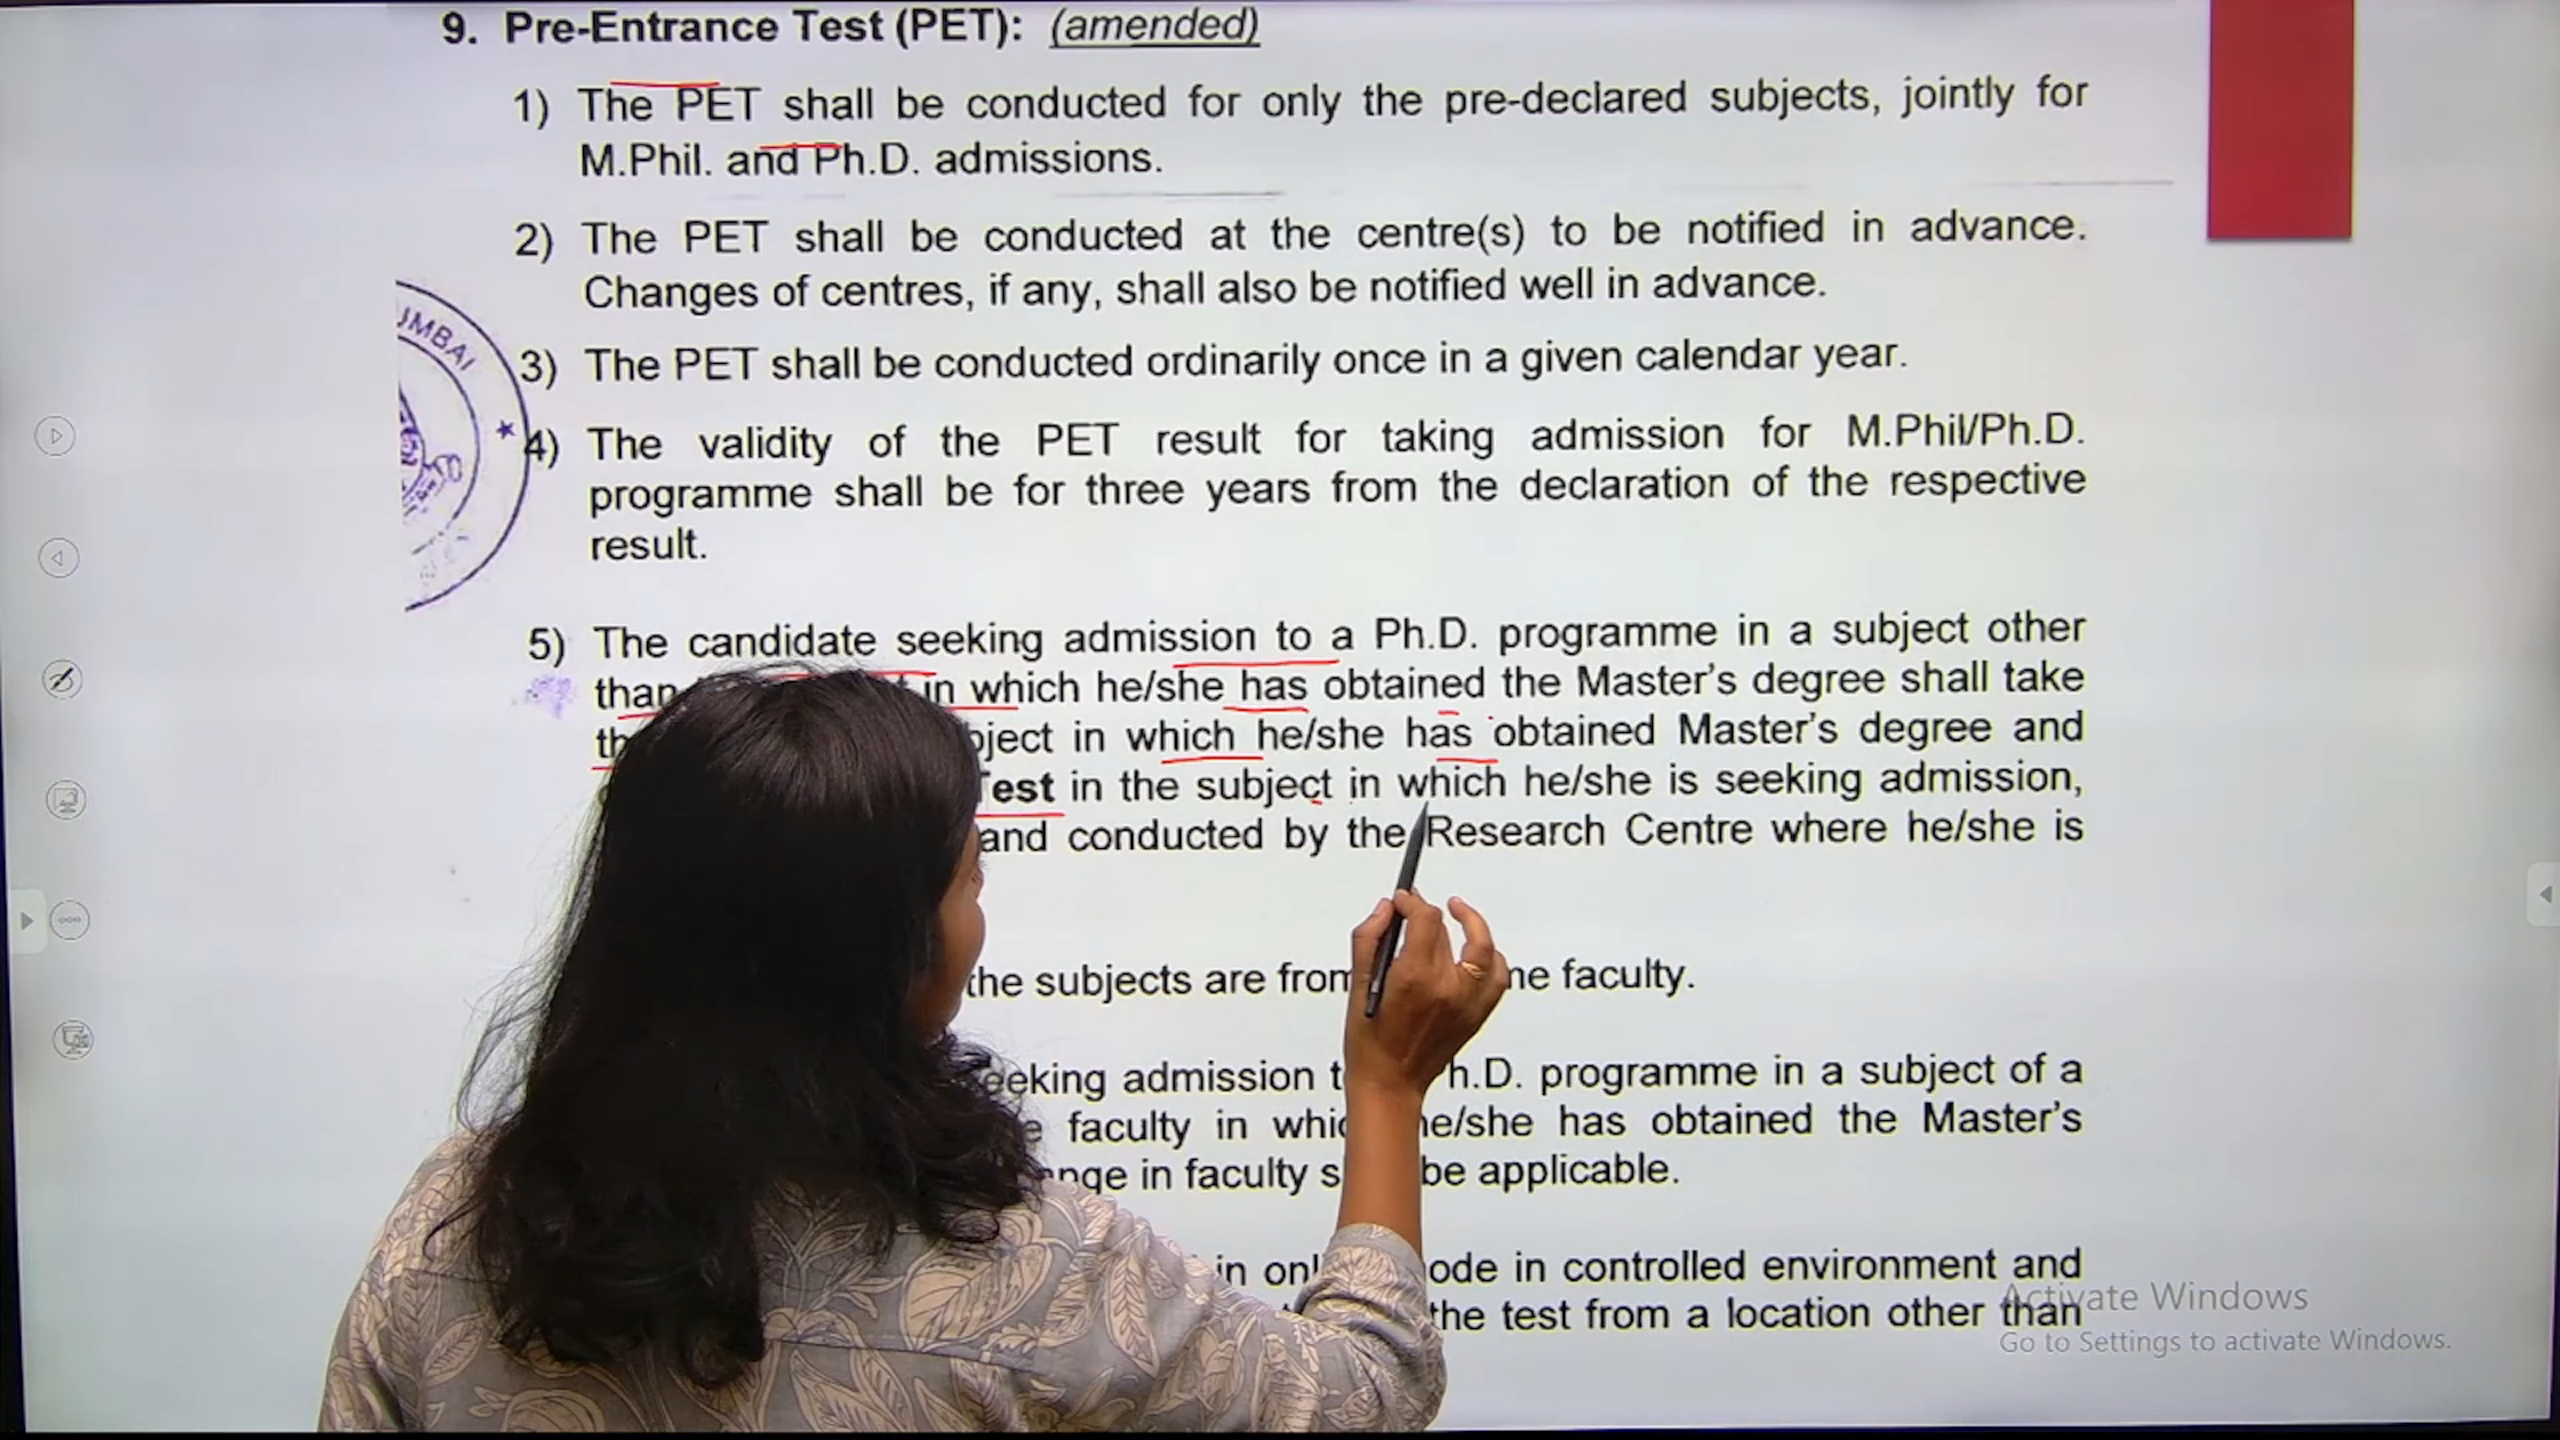 9. Pre-Entrance Test (PET): (amended)
1) The PET shall be conducted for only the pre-declared subjects, jointly for
M.Phil. and Ph.D. admissions.
2) The PET shall be conducted at the centre(s) to be notified in advance.
Changes of centres, if any, shall also be notified well in advance.
UMBAI
3) The PET shall be conducted ordinarily once in a given calendar year.
4) The validity of the PET result for taking admission for M.Phil/Ph.D.
programme shall be for three years from the declaration of the respective
result.
5) The candidate seeking admission to a Ph.D. programme in a subject other
than in which he/she has obtained the Master's degree shall take
in which he/she has obtained Master's degree and
Test in the subject in which he/she is seeking admission,
and conducted by the Research Centre where he/she is
the subjects are from faculty.
seeking admission Ph.D. programme in a subject of a
faculty in which he/she has obtained the Master's
in faculty be applicable.
in mode in controlled environment and
the test from a location other than
Activate Windows
Go to Settings to activate Windows.